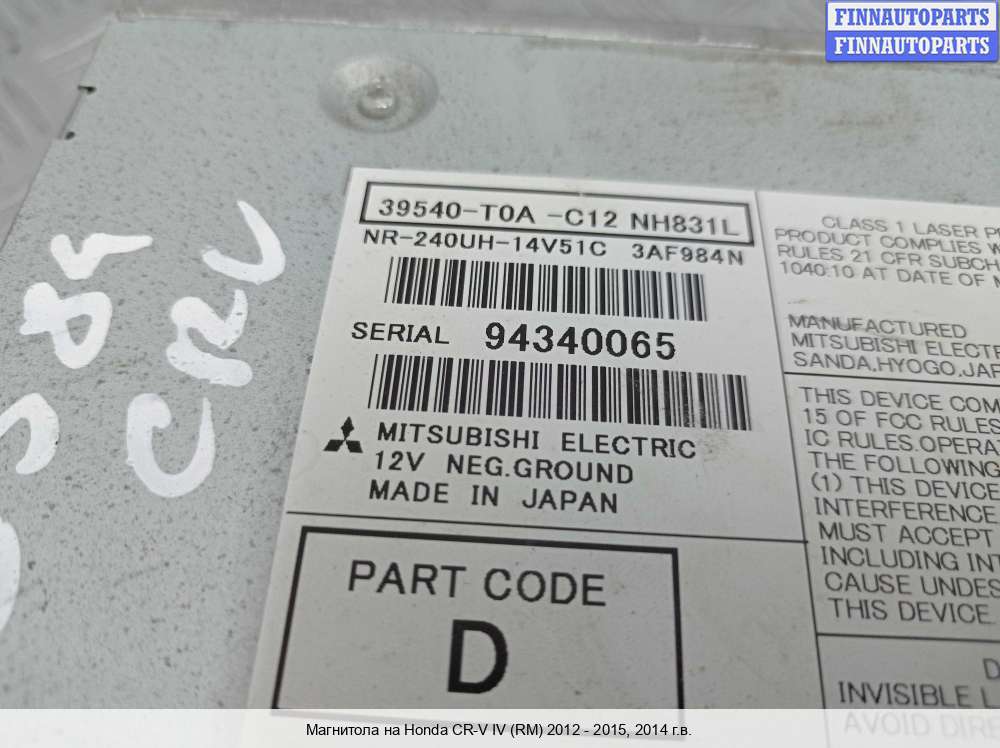 FINNAUTOPARTS
FINNAUTOPARTS
39540-T0A -C12 NH831L
NR-240UH-14V51C 3AF984N
SERIAL 94340065
MITSUBISHI ELECTRIC
12V NEG.GROUND
MADE IN JAPAN
PART CODE
D
CLASS 1 LASER P
PRODUCT COMPLIES W
RULES 21 CFR SUBCH
1040:10 AT DATE OF M
MANUFACTURED
MITSUBISHI ELECTR
SANDA,HYOGO,JAP
THIS DEVICE COM
15 OF FCC RULES
IC RULES.OPERA
THE FOLLOWING
(1) THIS DEVICE
INTERFERENCE
MUST ACCEPT
INCLUDING INT
CAUSE UNDES
THIS DEVICE.
D
INVISIBLE L
AVOID DIRE
Магнитола на Honda CR-V IV (RM) 2012 - 2015, 2014 г.в.